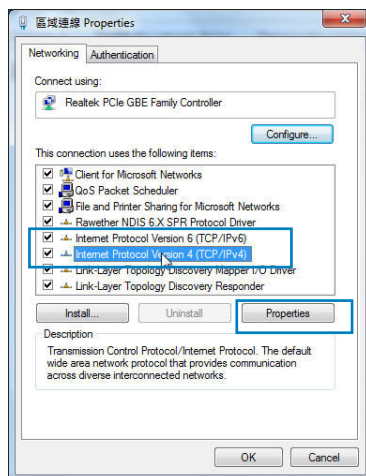 區域連線 Properties
Networking Authentication
Connect using:
Realtek PCIe GBE Family Controller
Configure...
This connection uses the following items:
Client for Microsoft Networks
QoS Packet Scheduler
File and Printer Sharing for Microsoft Networks
Rawether NDIS 6.X SPR Protocol Driver
Internet Protocol Version 6 (TCP/IPv6)
Internet Protocol Version 4 (TCP/IPv4)
Link-Layer Topology Discovery Mapper I/O Driver
Link-Layer Topology Discovery Responder
Install... Uninstall Properties
Description
Transmission Control Protocol/Internet Protocol. The default
wide area network protocol that provides communication
across diverse interconnected networks.
OK Cancel